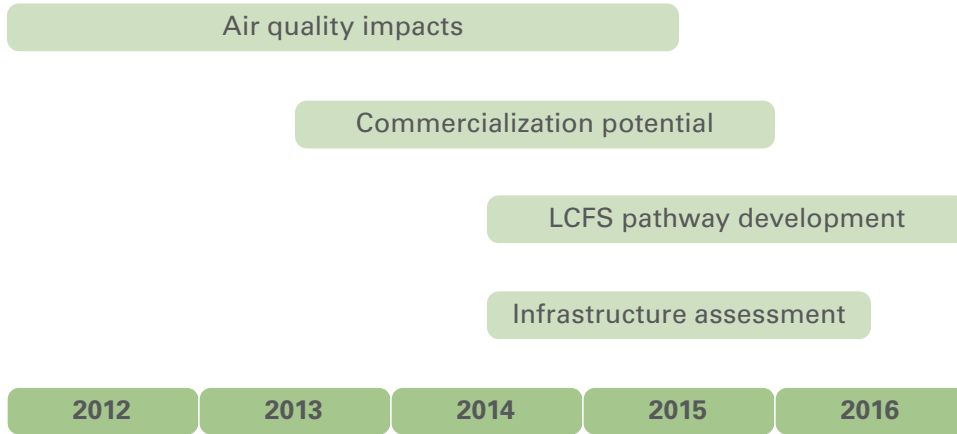 Air quality impacts
Commercialization potential
LCFS pathway development
Infrastructure assessment
2012 2013 2014 2015 2016